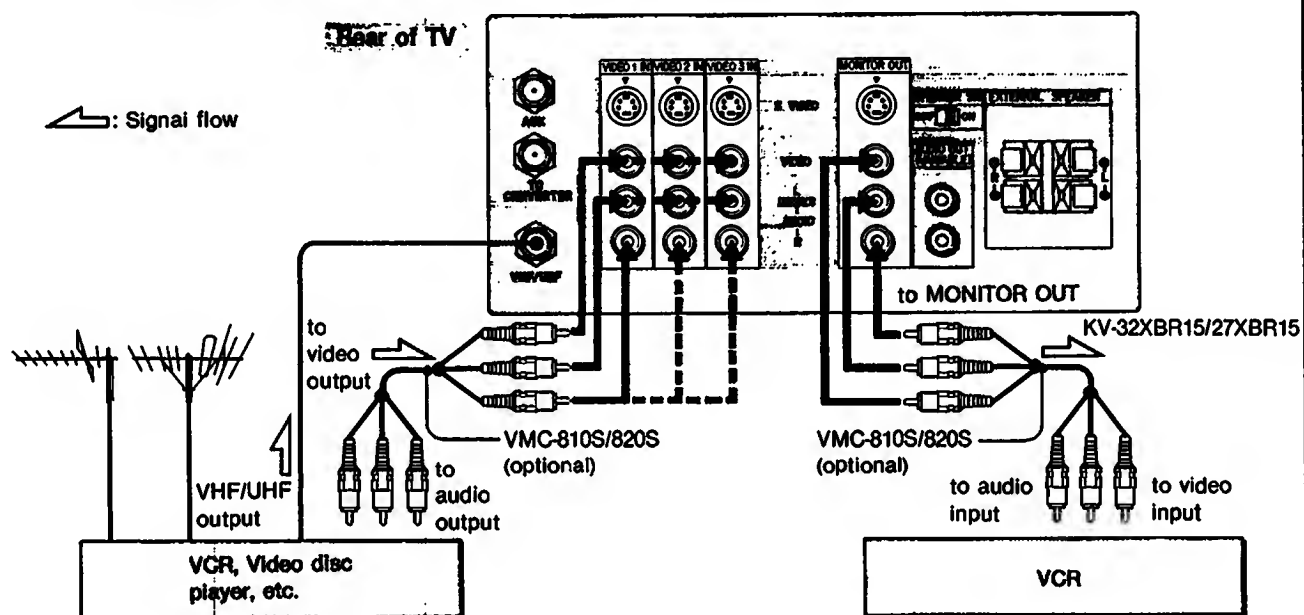 Rear of TV
: Signal flow
AUX
TO
CONVERTER
VHF/UHF
VIDEO 1 IN
VIDEO 2 IN
VIDEO 3 IN
S VIDEO
VIDEO
AUDIO
R
MONITOR OUT
EXTERNAL SPEAKER
OFF
ON
R
L
to MONITOR OUT
KV-32XBR15/27XBR15
to
video
output
VMC-810S/820S
(optional)
VMC-810S/820S
(optional)
VHF/UHF
output
to
audio
output
to audio
input
to video
input
VCR, Video disc
player, etc.
VCR